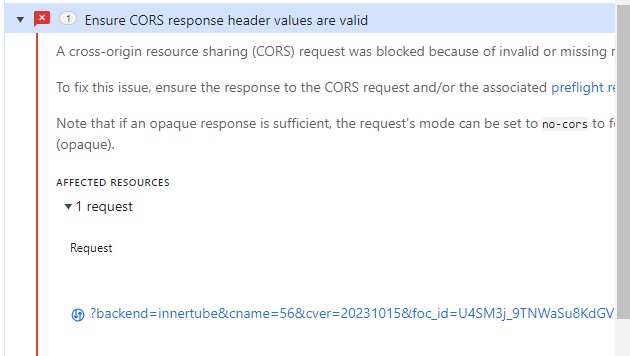 1 Ensure CORS response header values are valid
A cross-origin resource sharing (CORS) request was blocked because of invalid or missing
To fix this issue, ensure the response to the CORS request and/or the associated preflight
Note that if an opaque response is sufficient, the request's mode can be set to no-cors to
(opaque).
AFFECTED RESOURCES
1 request
Request
?backend=innertube&cname=56&cver=20231015&foc_id=U4SM3j_9TNWaSu8KdGV